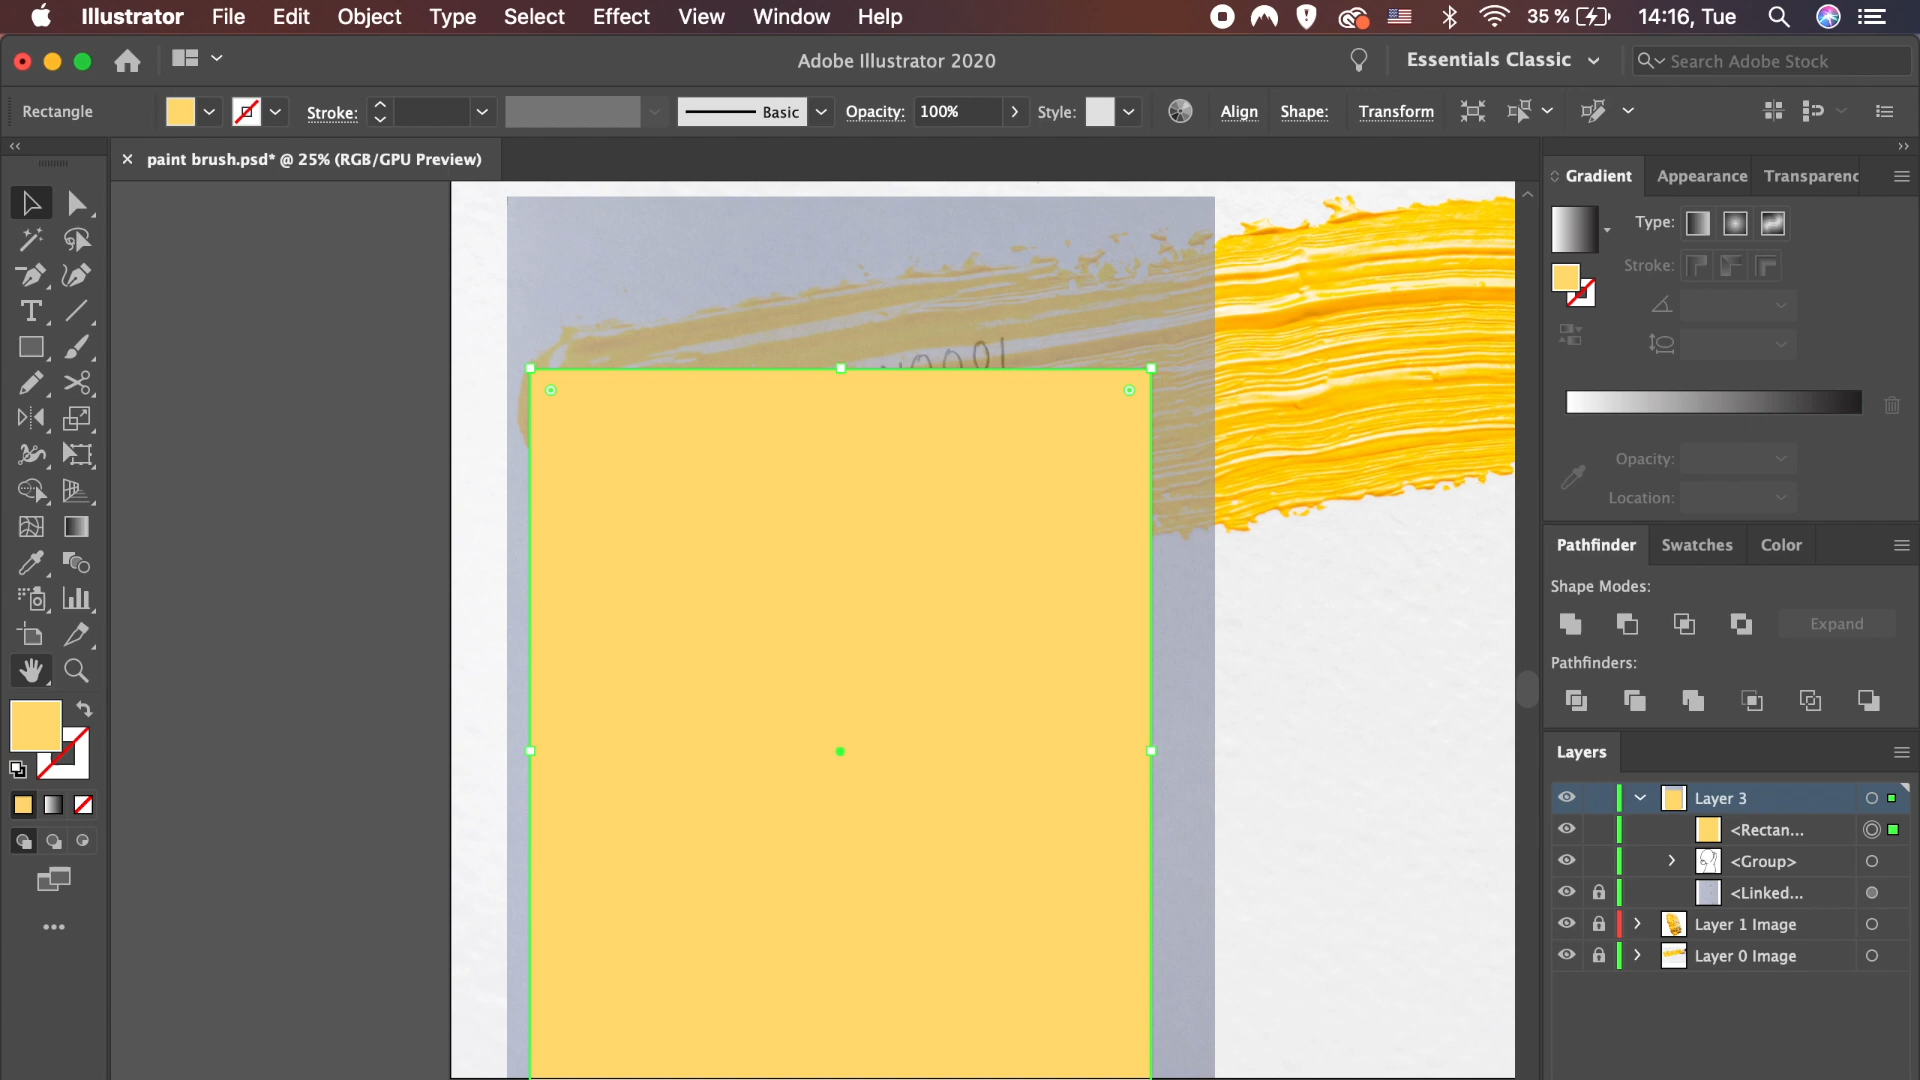 Illustrator File Edit Object Type Select Effect View Window Help 35 % 14:16, Tue
Adobe Illustrator 2020 Essentials Classic Search Adobe Stock
Rectangle Stroke: Basic Opacity: 100% Style: Align Shape: Transform
paint brush.psd* @ 25% (RGB/GPU Preview)
Gradient Appearance Transparenc
Type:
Stroke:
Opacity:
Location:
Pathfinder Swatches Color
Shape Modes:
Expand
Pathfinders:
Layers
Layer 3
<Rectan...
<Group>
<Linked...
Layer 1 Image
Layer 0 Image